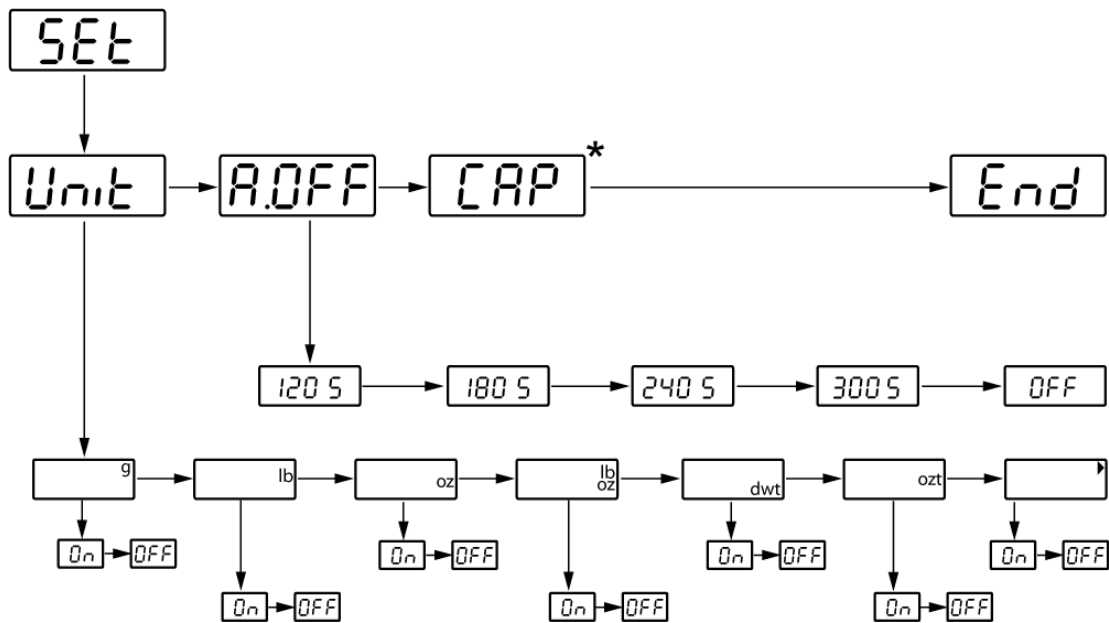 SEt
Unit A.OFF CAP* End
120 S 180 S 240 S 300 S OFF
g lb oz lb oz dwt ozt
On OFF On OFF On OFF On OFF
On OFF On OFF On OFF